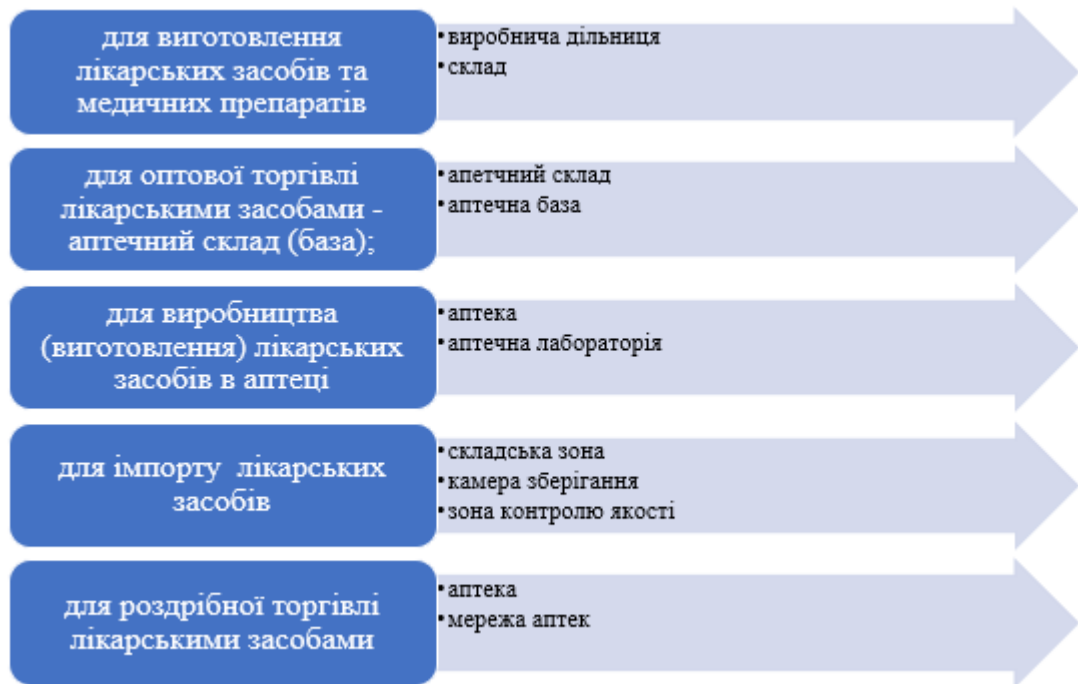 для виготовлення
лікарських засобів та
медичних препаратів
•виробнича дільниця
•склад
для оптової торгівлі
лікарськими засобами -
аптечний склад (база);
•апетчний склад
•аптечна база
для виробництва
(виготовлення) лікарських
засобів в аптеці
•аптека
•аптечна лабораторія
для імпорту лікарських
засобів
•складська зона
•камера зберігання
•зона контролю якості
для роздрібної торгівлі
лікарськими засобами
•аптека
•мережа аптек